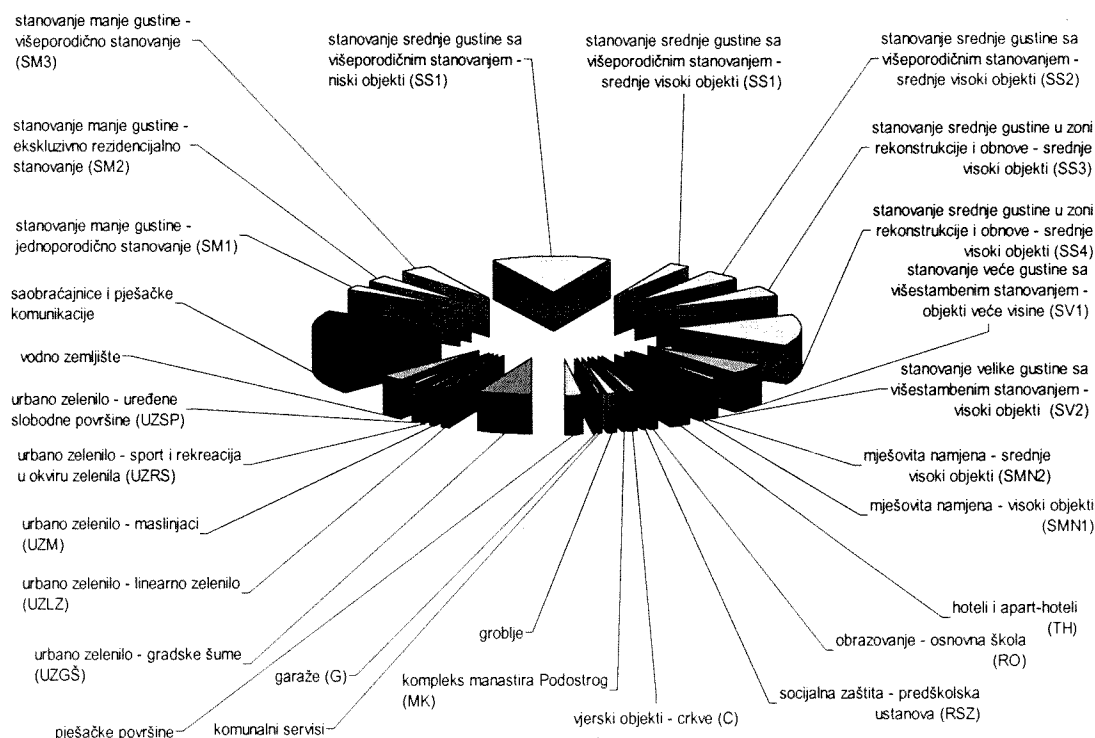 stanovanje manje gustine -
višeporodično stanovanje
(SM3)
stanovanje srednje gustine sa
višeporodičnim stanovanjem -
niski objekti (SS1)
stanovanje srednje gustine sa
višeporodičnim stanovanjem -
srednje visoki objekti (SS1)
stanovanje srednje gustine sa
višeporodičnim stanovanjem
- srednje visoki objekti (SS2)
stanovanje srednje gustine u zoni
rekonstrukcije i obnove - srednje
visoki objekti (SS3)
stanovanje srednje gustine u zoni
rekonstrukcije i obnove - srednje
visoki objekti (SS4)
stanovanje veće gustine sa
višestambenim stanovanjem -
objekti veće visine (SV1)
stanovanje velike gustine sa
višestambenim stanovanjem -
visoki objekti (SV2)
mješovita namjena - srednje
visoki objekti (SMN2)
mješovita namjena - visoki objekti
(SMN1)
hoteli i apart-hoteli
(TH)
obrazovanje - osnovna škola
(RO)
socijalna zaštita - predškolska
ustanova (RSZ)
vjerski objekti - crkve (C)
kompleks manastira Podostrog
(MK)
groblje
komunalni servisi
garaže (G)
pješačke površine
urbano zelenilo - gradske šume
(UZGŠ)
urbano zelenilo - linearno zelenilo
(UZLZ)
urbano zelenilo - maslinjaci
(UZM)
urbano zelenilo - sport i rekreacija
u okviru zelenila (UZRS)
urbano zelenilo - uređene
slobodne površine (UZSP)
vodno zemljište
saobraćajnice i pješačke
komunikacije
stanovanje manje gustine -
jednoporodično stanovanje (SM1)
stanovanje manje gustine -
ekskluzivno rezidencijalno
stanovanje (SM2)